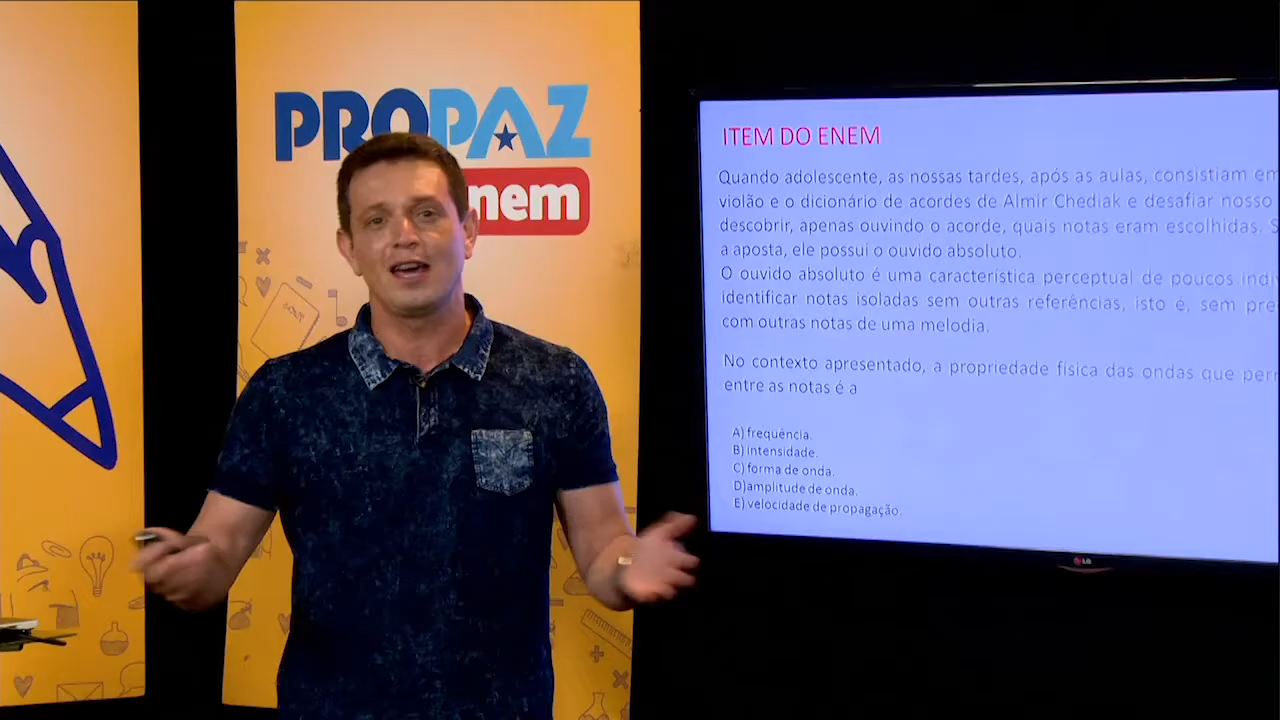 PROPAZ
enem
ITEM DO ENEM
Quando adolescente, as nossas tardes, após as aulas, consistiam em
violão e o dicionário de acordes de Almir Chediak e desafiar nosso
descobrir, apenas ouvindo o acorde, quais notas eram escolhidas. S
a aposta, ele possui o ouvido absoluto.
O ouvido absoluto é uma característica perceptual de poucos indi
identificar notas isoladas sem outras referências, isto é, sem pre
com outras notas de uma melodia.
No contexto apresentado, a propriedade física das ondas que per
entre as notas é a
A) frequência.
B) intensidade.
C) forma de onda.
D)amplitude de onda.
E) velocidade de propagação.
LG